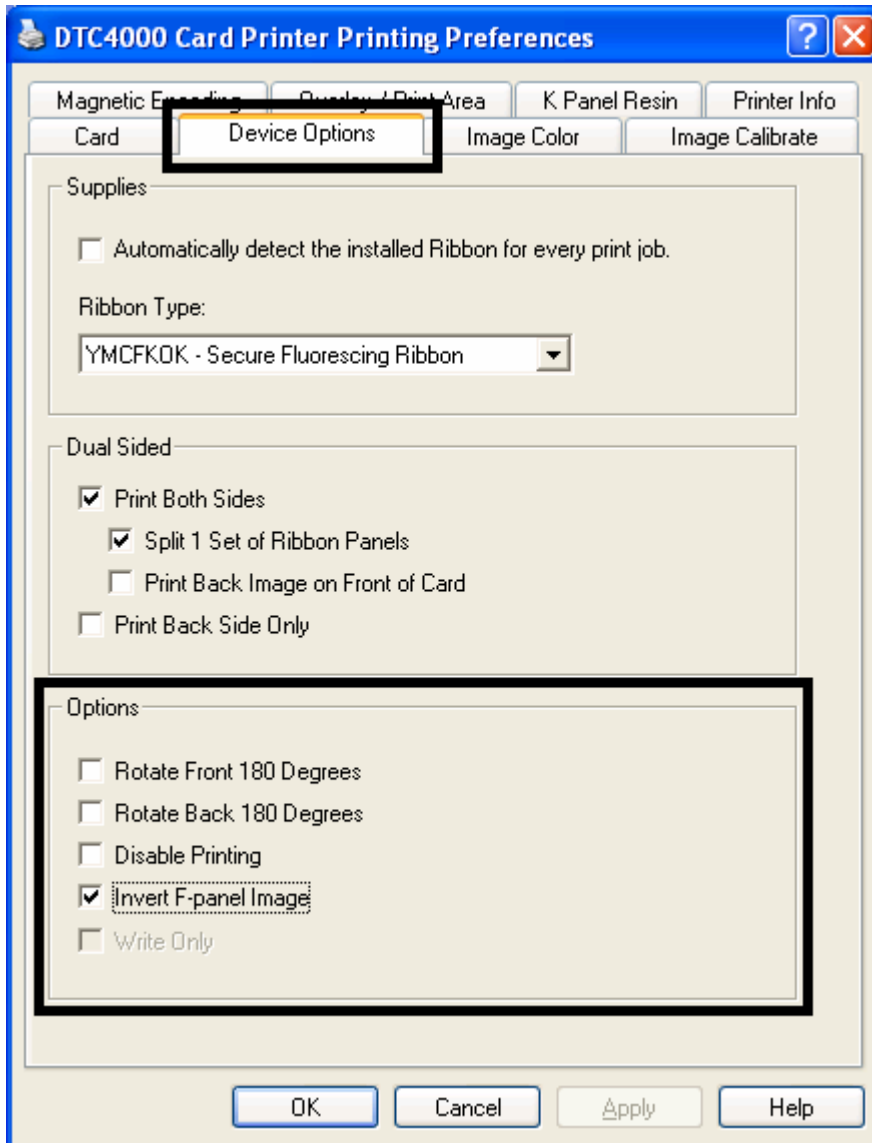 DTC4000 Card Printer Printing Preferences
Magnetic Encoding Overlay / Print Area K Panel Resin Printer Info
Card Device Options Image Color Image Calibrate
Supplies
Automatically detect the installed Ribbon for every print job.
Ribbon Type:
YMCFKOK - Secure Fluorescing Ribbon
Dual Sided
Print Both Sides
Split 1 Set of Ribbon Panels
Print Back Image on Front of Card
Print Back Side Only
Options
Rotate Front 180 Degrees
Rotate Back 180 Degrees
Disable Printing
Invert F-panel Image
Write Only
OK Cancel Apply Help